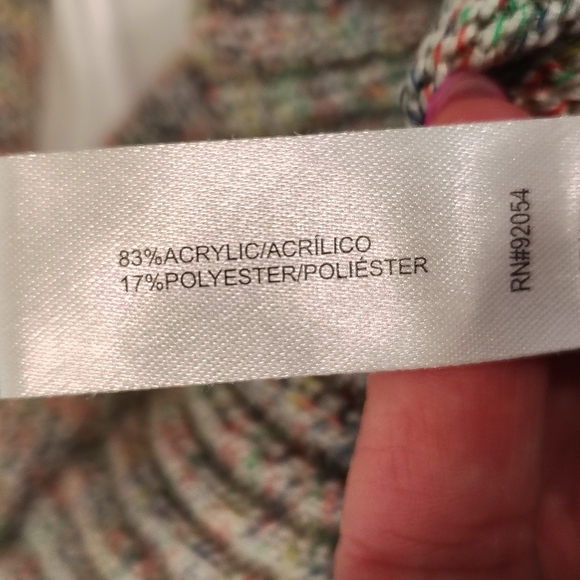 83%ACRYLIC/ACRÍLICO
17%POLYESTER/POLIÉSTER
RN#92054